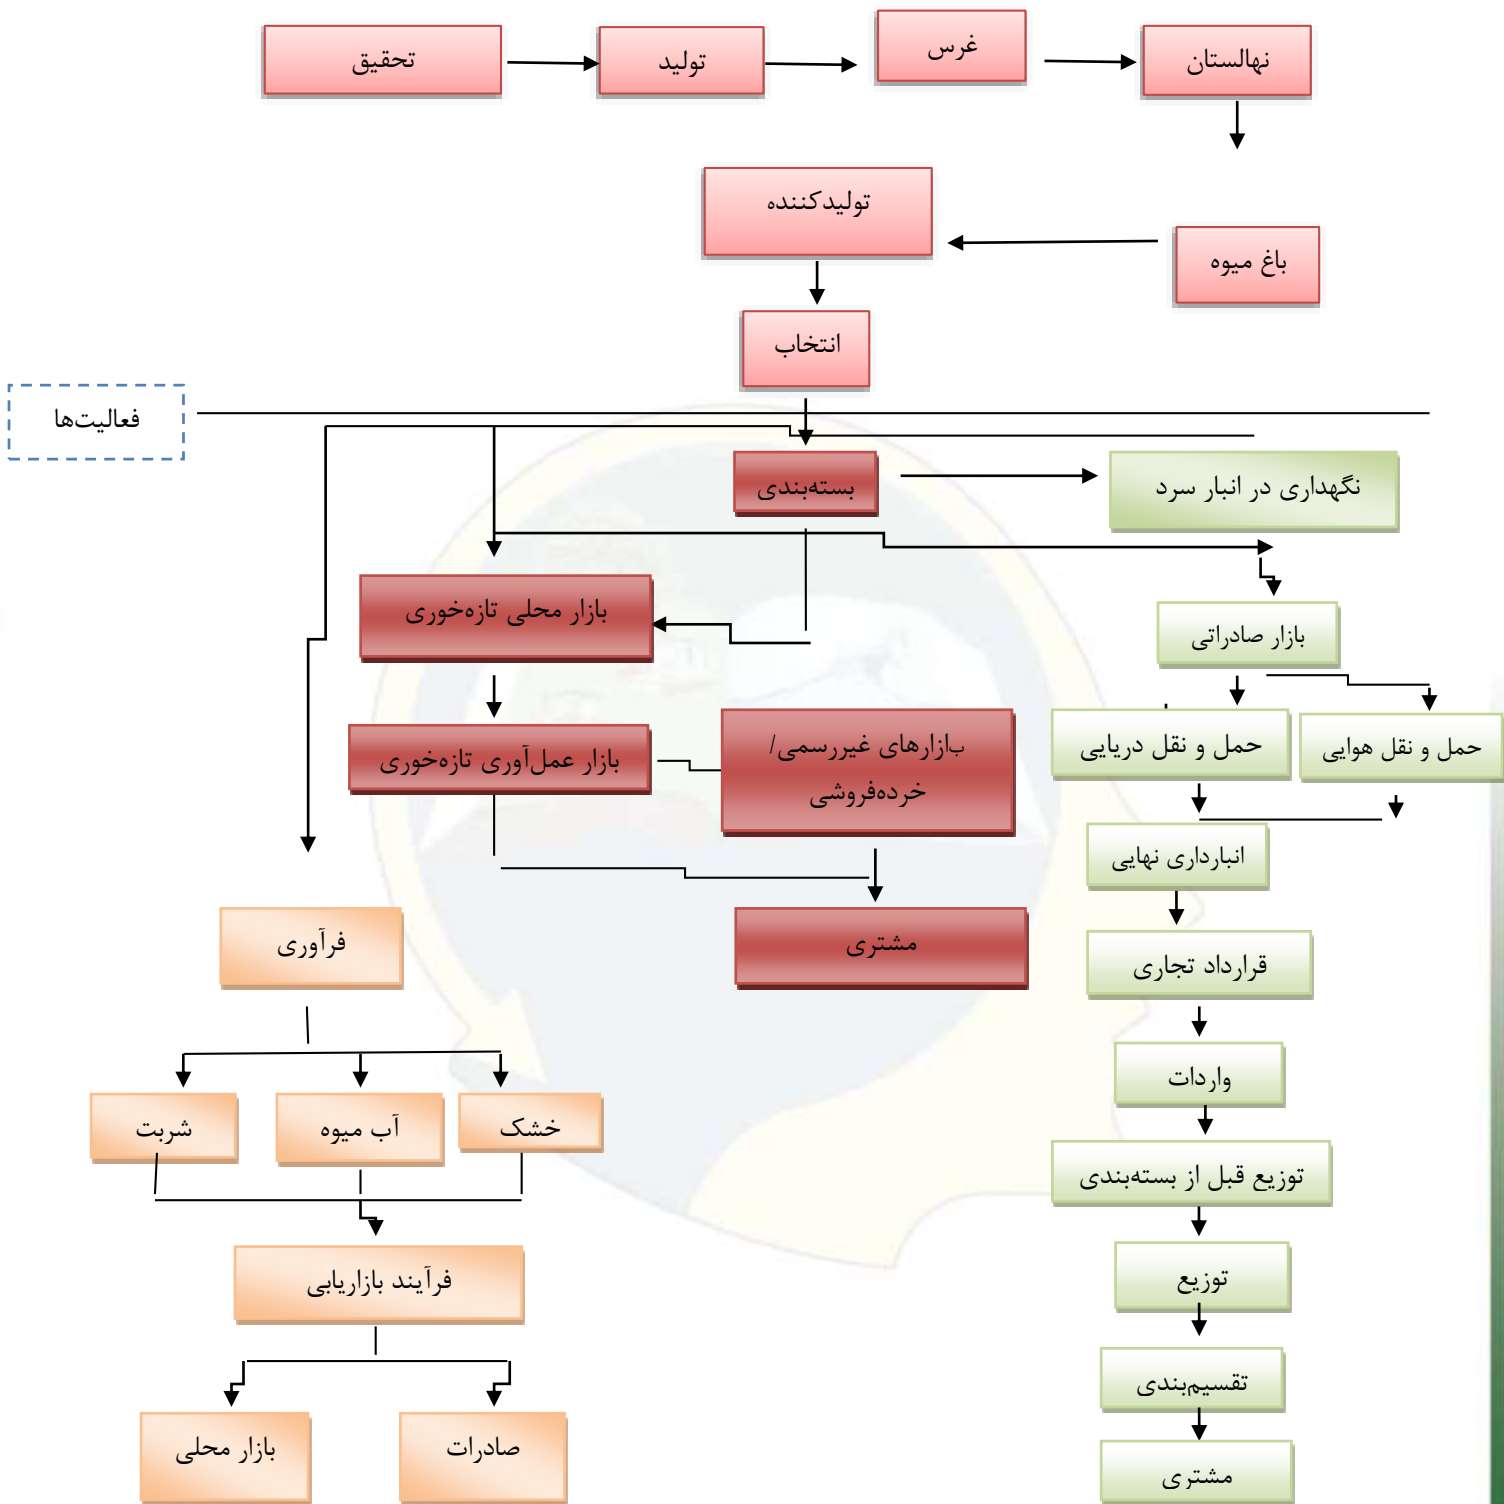 تحقیق
تولید
غرس
نهالستان
تولیدکننده
باغ میوه
انتخاب
فعالیت‌ها
بسته‌بندی
نگهداری در انبار سرد
بازار محلی تازه‌خوری
بازار صادراتی
بازار عمل‌آوری تازه‌خوری
بازارهای غیررسمی/
خرده‌فروشی
حمل و نقل دریایی
حمل و نقل هوایی
انبارداری نهایی
فرآوری
مشتری
قرارداد تجاری
واردات
شربت
آب میوه
خشک
توزیع قبل از بسته‌بندی
فرآیند بازاریابی
توزیع
تقسیم‌بندی
بازار محلی
صادرات
مشتری